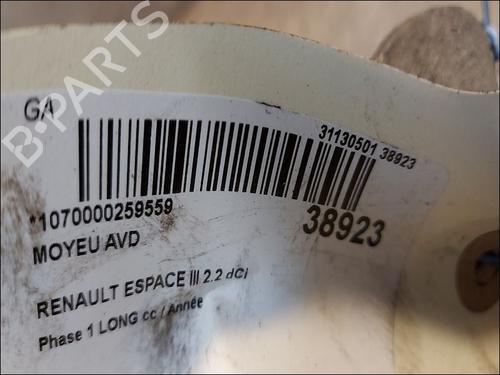 B-PARTS
GA
31130501 38923
*1070000259559
38923
MOYEU AVD
RENAULT ESPACE III 2.2 dCi
Phase 1 LONG cc / Année